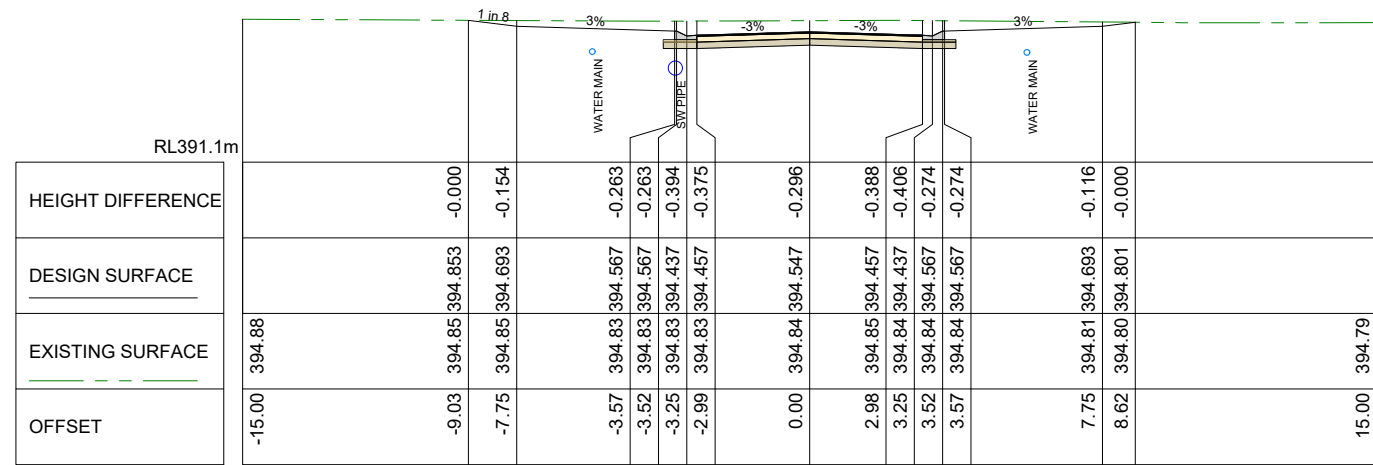 1 in 8
3%
-3%
-3%
3%
WATER MAIN
SW PIPE
WATER MAIN
RL391.1m
HEIGHT DIFFERENCE -0.000 -0.154 -0.263 -0.263 -0.394 -0.375 -0.296 -0.388 -0.406 -0.274 -0.274 -0.116 -0.000
DESIGN SURFACE 394.853 394.693 394.567 394.567 394.437 394.457 394.547 394.457 394.437 394.567 394.567 394.693 394.801
EXISTING SURFACE 394.88 394.85 394.85 394.83 394.83 394.83 394.83 394.84 394.85 394.84 394.84 394.84 394.81 394.80 394.79
OFFSET -15.00 -9.03 -7.75 -3.57 -3.52 -3.25 -2.99 0.00 2.98 3.25 3.52 3.57 7.75 8.62 15.00